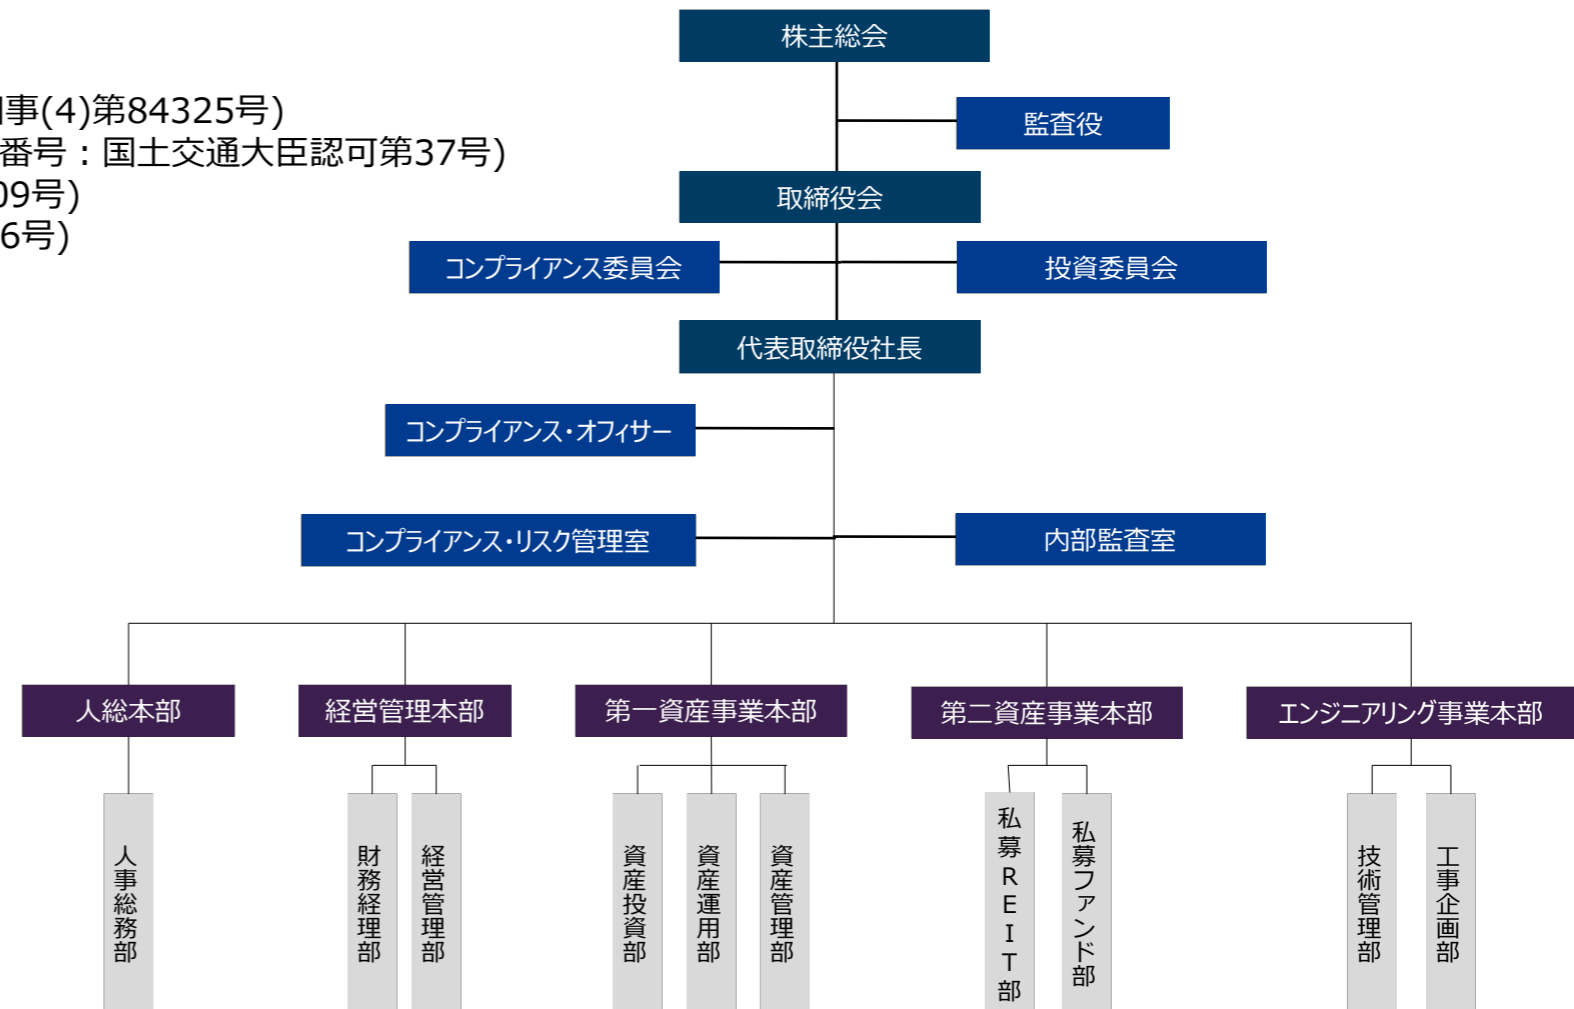 株主総会
事(4)第84325号)
監査役
番号：国土交通大臣認可第37号)
取締役会
09号)
6号)
コンプライアンス委員会
投資委員会
代表取締役社長
コンプライアンス・オフィサー
コンプライアンス・リスク管理室
内部監査室
人総本部
経営管理本部
第一資産事業本部
第二資産事業本部
エンジニアリング事業本部
人事総務部
財務経理部
経営管理部
資産投資部
資産運用部
資産管理部
私募REIT部
私募ファンド部
技術管理部
工事企画部